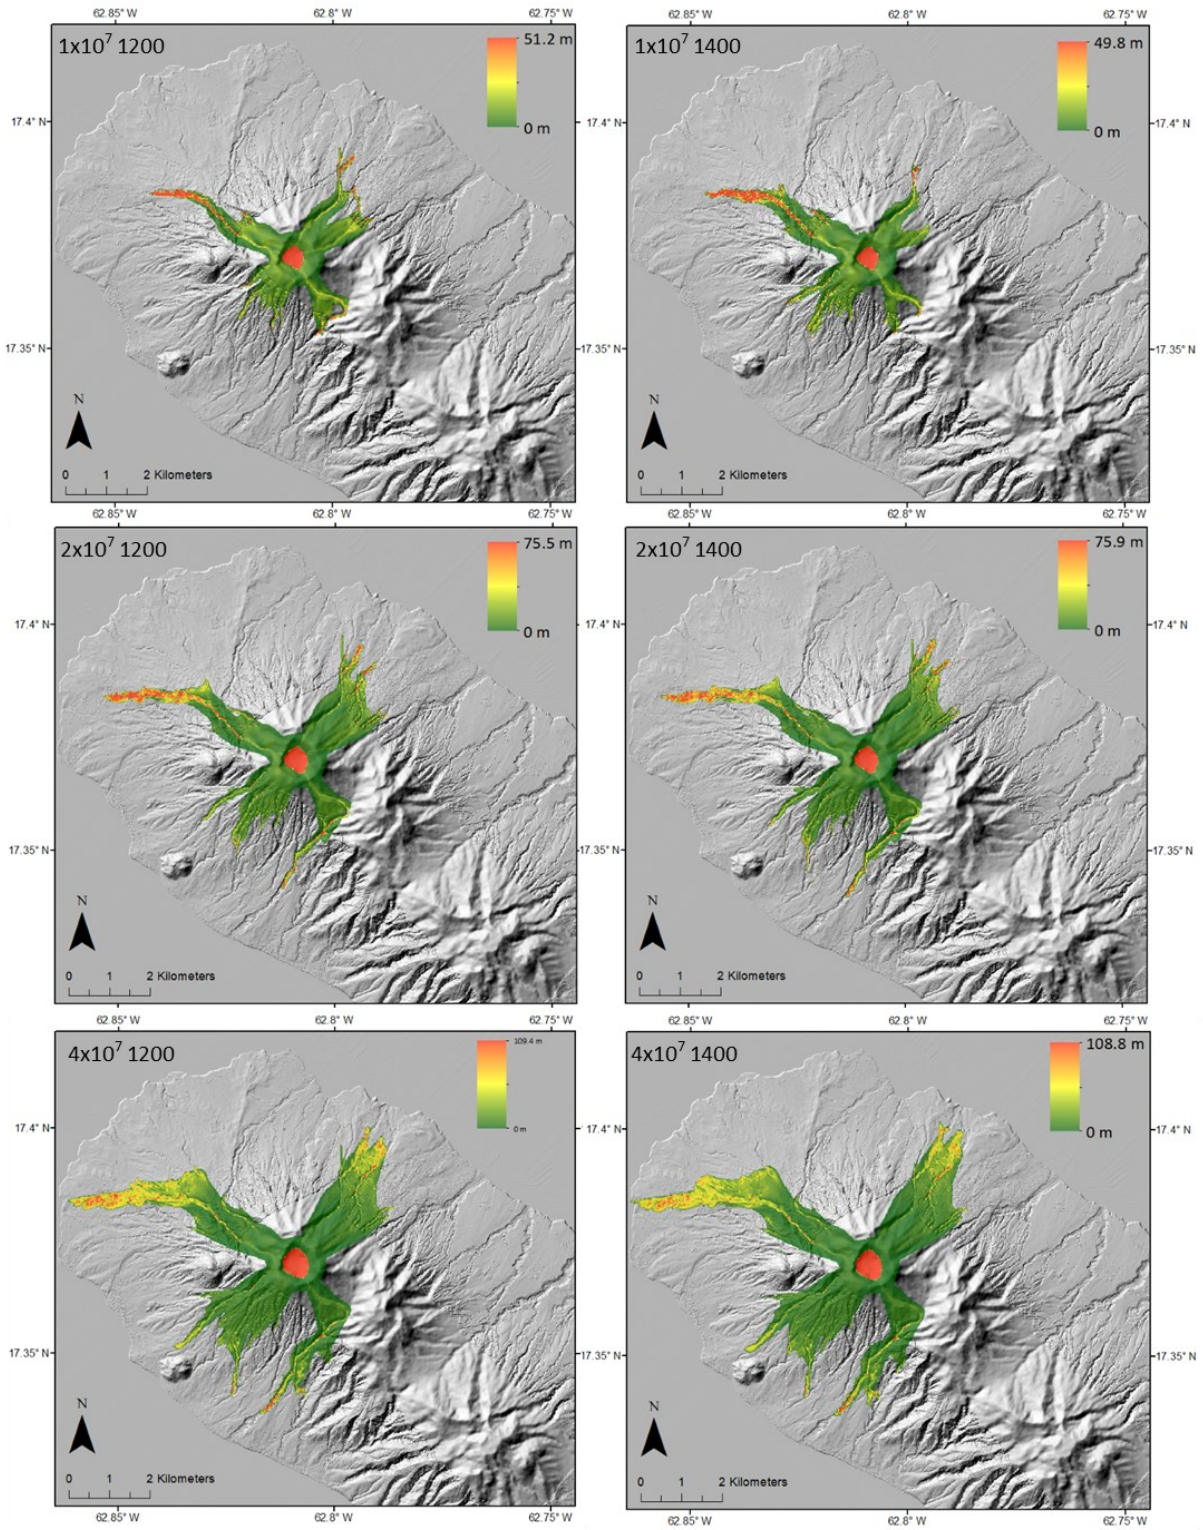 62.85° W 62.8° W 62.75° W 62.85° W 62.8° W 62.75° W
1x10⁷ 1200
51.2 m
0 m
1x10⁷ 1400
49.8 m
0 m
17.4° N
17.4° N
17.35° N
17.35° N
N
0 1 2 Kilometers
N
0 1 2 Kilometers
62.85° W 62.8° W 62.75° W 62.85° W 62.8° W 62.75° W
2x10⁷ 1200
75.5 m
0 m
2x10⁷ 1400
75.9 m
0 m
17.4° N
17.4° N
17.35° N
17.35° N
N
0 1 2 Kilometers
N
0 1 2 Kilometers
62.85° W 62.8° W 62.75° W 62.85° W 62.8° W 62.75° W
4x10⁷ 1200
109.4 m
0 m
4x10⁷ 1400
108.8 m
0 m
17.4° N
17.4° N
17.35° N
17.35° N
N
0 1 2 Kilometers
N
0 1 2 Kilometers
62.85° W 62.8° W 62.75° W 62.85° W 62.8° W 62.75° W